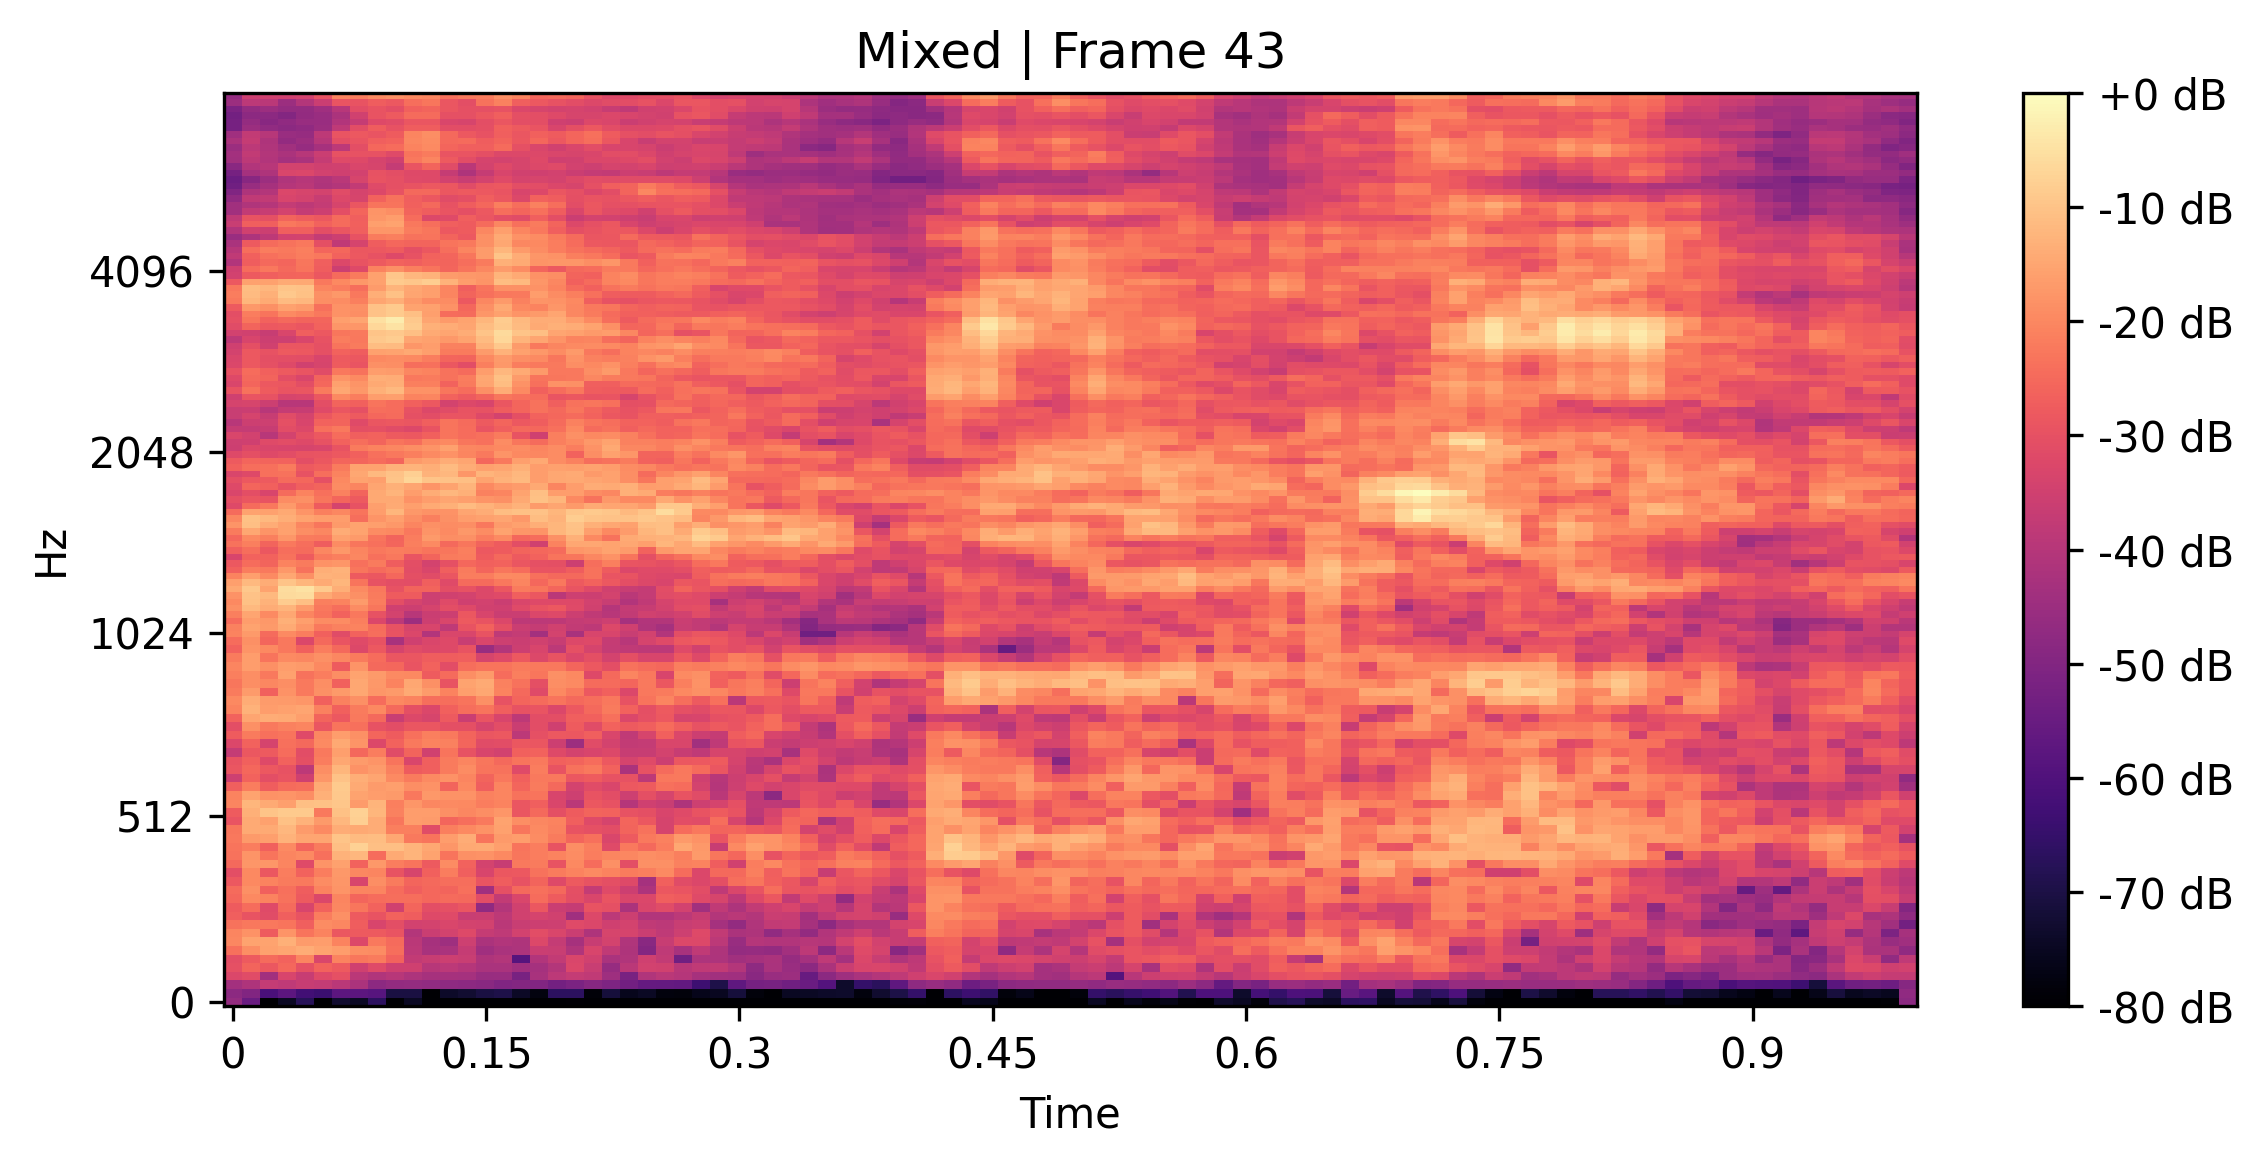 Mixed | Frame 43
Hz
4096
2048
1024
512
0
0 0.15 0.3 0.45 0.6 0.75 0.9
Time
+0 dB
-10 dB
-20 dB
-30 dB
-40 dB
-50 dB
-60 dB
-70 dB
-80 dB